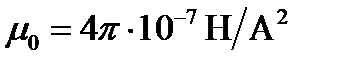 μ₀ = 4π · 10⁻⁷ H/A²